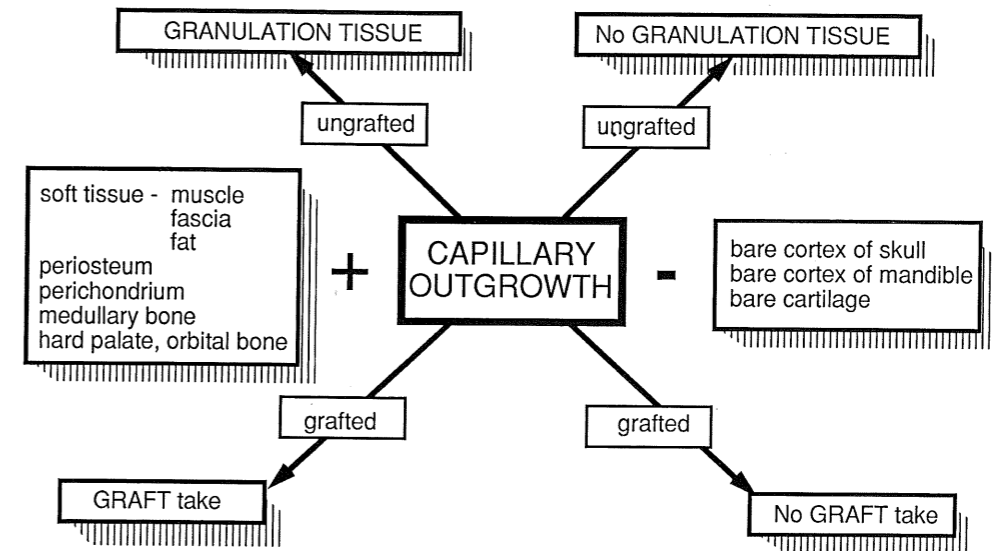 GRANULATION TISSUE
No GRANULATION TISSUE
ungrafted
ungrafted
soft tissue - muscle
fascia
fat
periosteum
perichondrium
medullary bone
hard palate, orbital bone
+
CAPILLARY
OUTGROWTH
-
bare cortex of skull
bare cortex of mandible
bare cartilage
grafted
grafted
GRAFT take
No GRAFT take